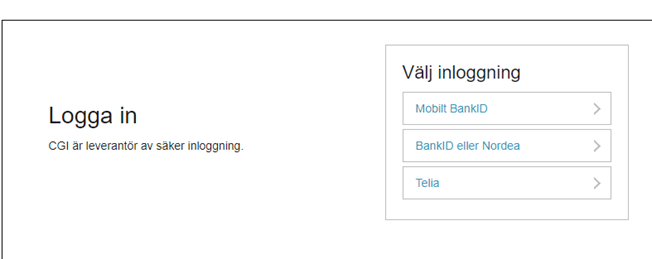 Logga in
CGI är leverantör av säker inloggning.
Välj inloggning
Mobilt BankID
BankID eller Nordea
Telia